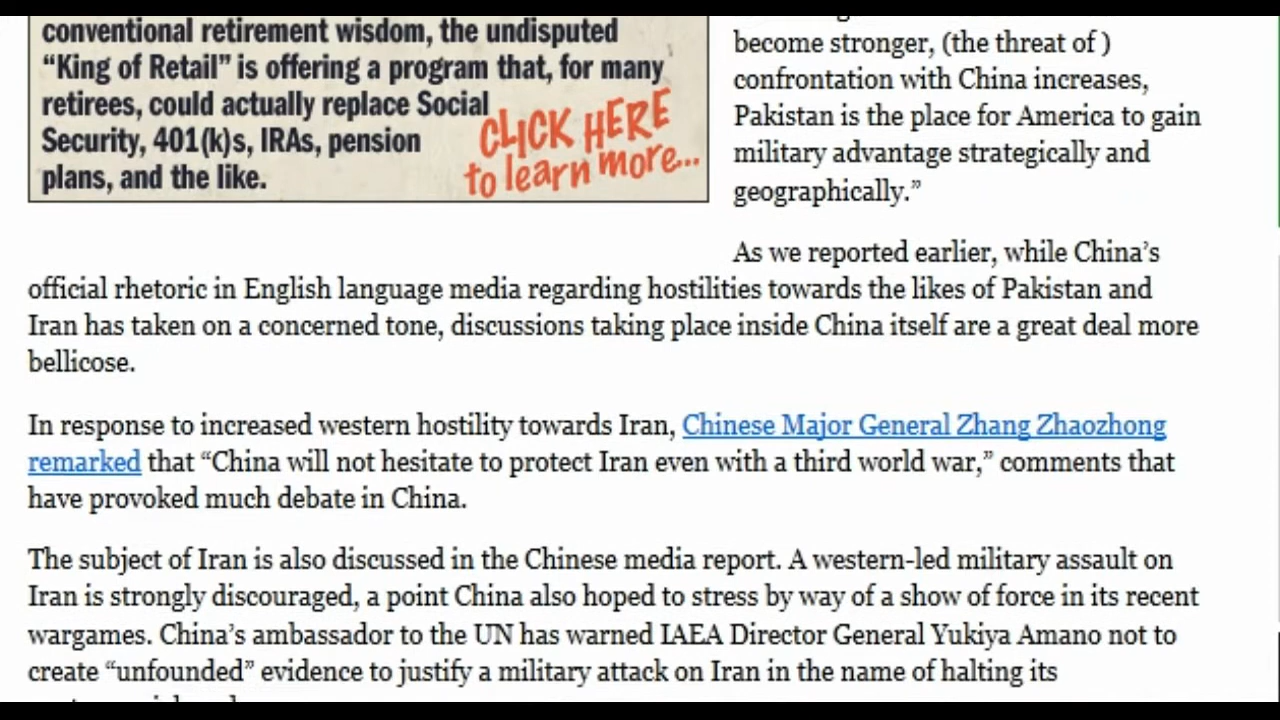 conventional retirement wisdom, the undisputed
“King of Retail” is offering a program that, for many
retirees, could actually replace Social
Security, 401(k)s, IRAs, pension
plans, and the like.
CLICK HERE
to learn more...
become stronger, (the threat of )
confrontation with China increases,
Pakistan is the place for America to gain
military advantage strategically and
geographically.”
As we reported earlier, while China’s
official rhetoric in English language media regarding hostilities towards the likes of Pakistan and
Iran has taken on a concerned tone, discussions taking place inside China itself are a great deal more
bellicose.
In response to increased western hostility towards Iran, Chinese Major General Zhang Zhaozhong
remarked that “China will not hesitate to protect Iran even with a third world war,” comments that
have provoked much debate in China.
The subject of Iran is also discussed in the Chinese media report. A western-led military assault on
Iran is strongly discouraged, a point China also hoped to stress by way of a show of force in its recent
wargames. China’s ambassador to the UN has warned IAEA Director General Yukiya Amano not to
create “unfounded” evidence to justify a military attack on Iran in the name of halting its